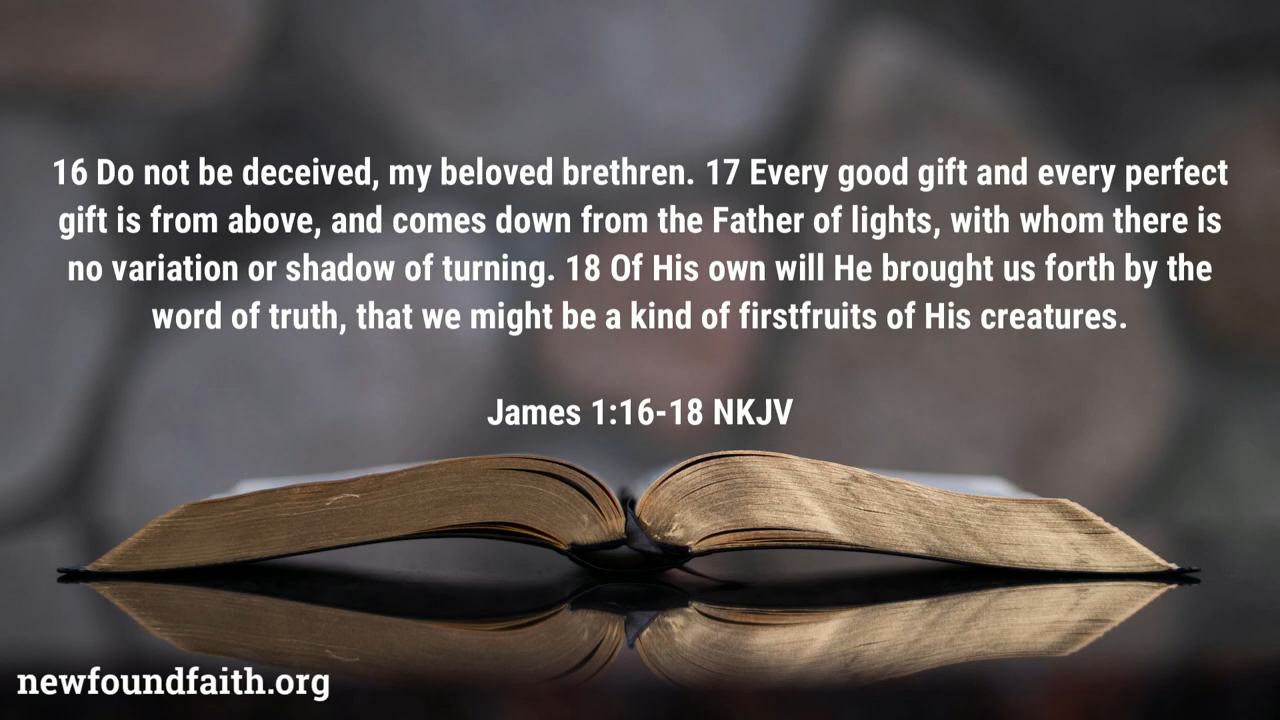 16 Do not be deceived, my beloved brethren. 17 Every good gift and every perfect
gift is from above, and comes down from the Father of lights, with whom there is
no variation or shadow of turning. 18 Of His own will He brought us forth by the
word of truth, that we might be a kind of firstfruits of His creatures.
James 1:16-18 NKJV
newfoundfaith.org